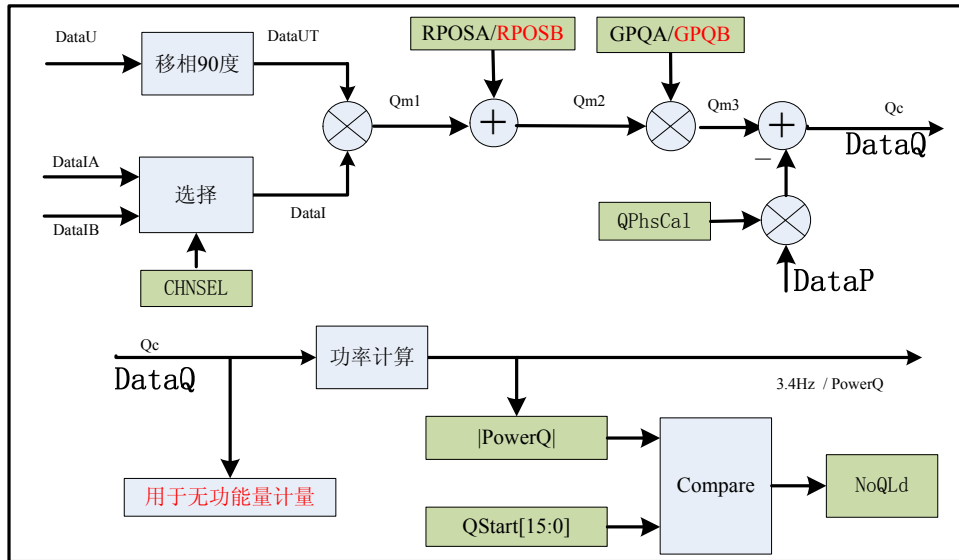 DataU
移相90度
DataUT
RPOSA/RPOSB
GPQA/GPQB
Qm1
+
Qm2
Qm3
+
Qc
DataQ
−
DataIA
DataIB
选择
DataI
CHNSEL
QPhsCal
DataP
Qc
DataQ
功率计算
3.4Hz / PowerQ
|PowerQ|
用于无功能量计量
QStart[15:0]
Compare
NoQLd